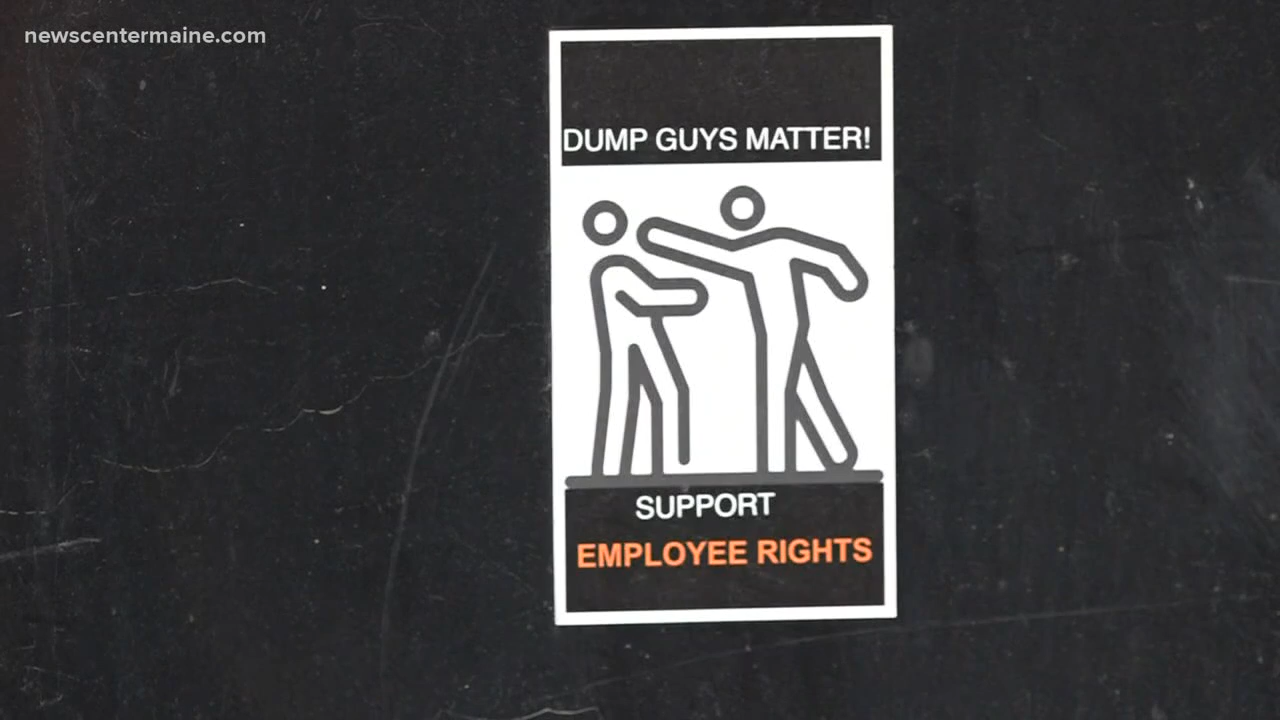 newscentermaine.com
DUMP GUYS MATTER!
SUPPORT
EMPLOYEE RIGHTS